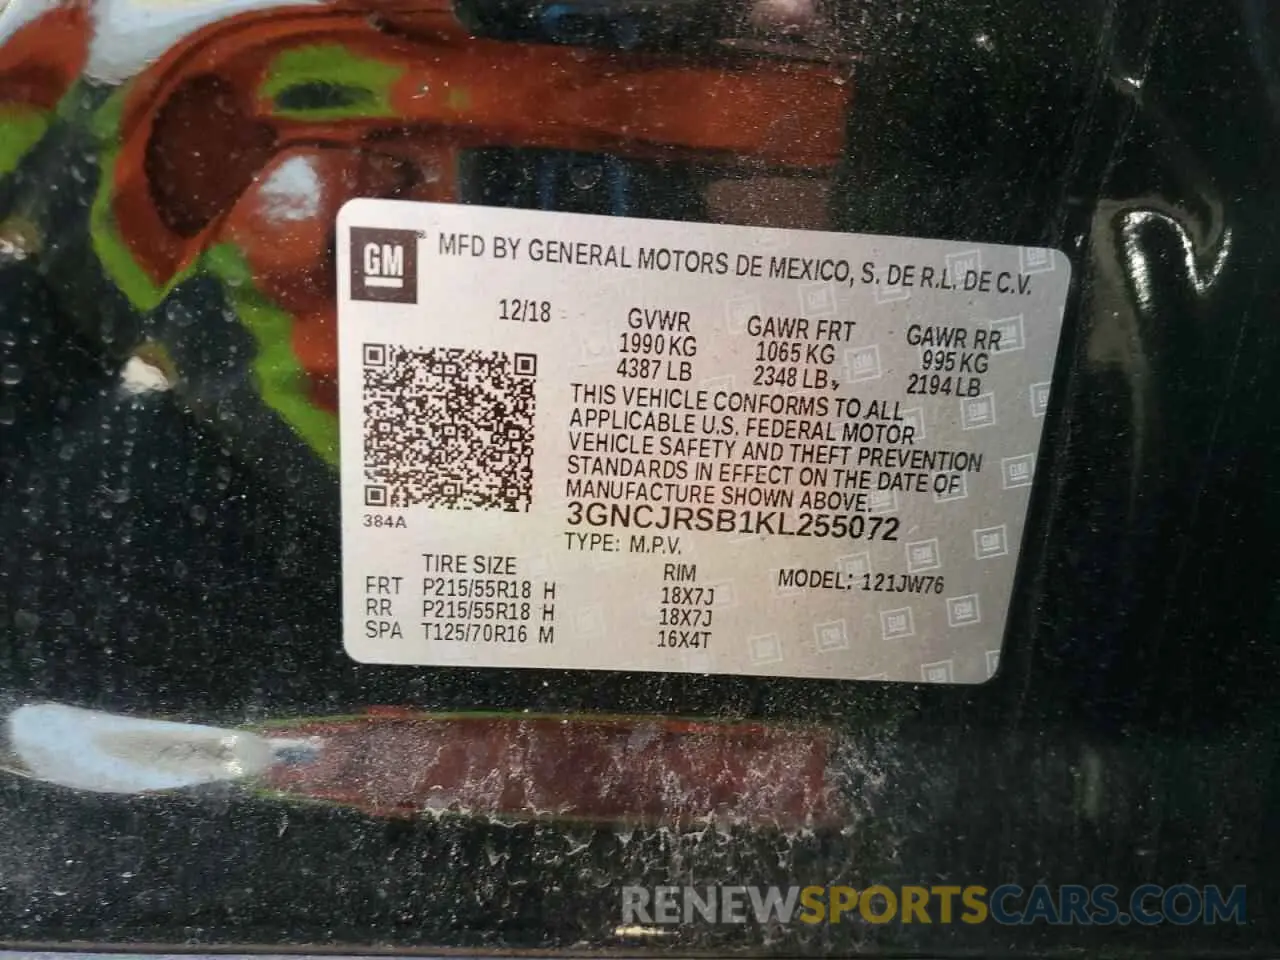 GM MFD BY GENERAL MOTORS DE MEXICO, S. DE R.L. DE C.V.
12/18 GVWR GAWR FRT GAWR RR
1990 KG 1065 KG 995 KG
4387 LB 2348 LB 2194 LB
THIS VEHICLE CONFORMS TO ALL
APPLICABLE U.S. FEDERAL MOTOR
VEHICLE SAFETY AND THEFT PREVENTION
STANDARDS IN EFFECT ON THE DATE OF
MANUFACTURE SHOWN ABOVE.
384A
3GNCJRSB1KL255072
TYPE: M.P.V.
TIRE SIZE RIM MODEL: 121JW76
FRT P215/55R18 H 18X7J
RR P215/55R18 H 18X7J
SPA T125/70R16 M 16X4T
RENEWSPORTSCARS.COM